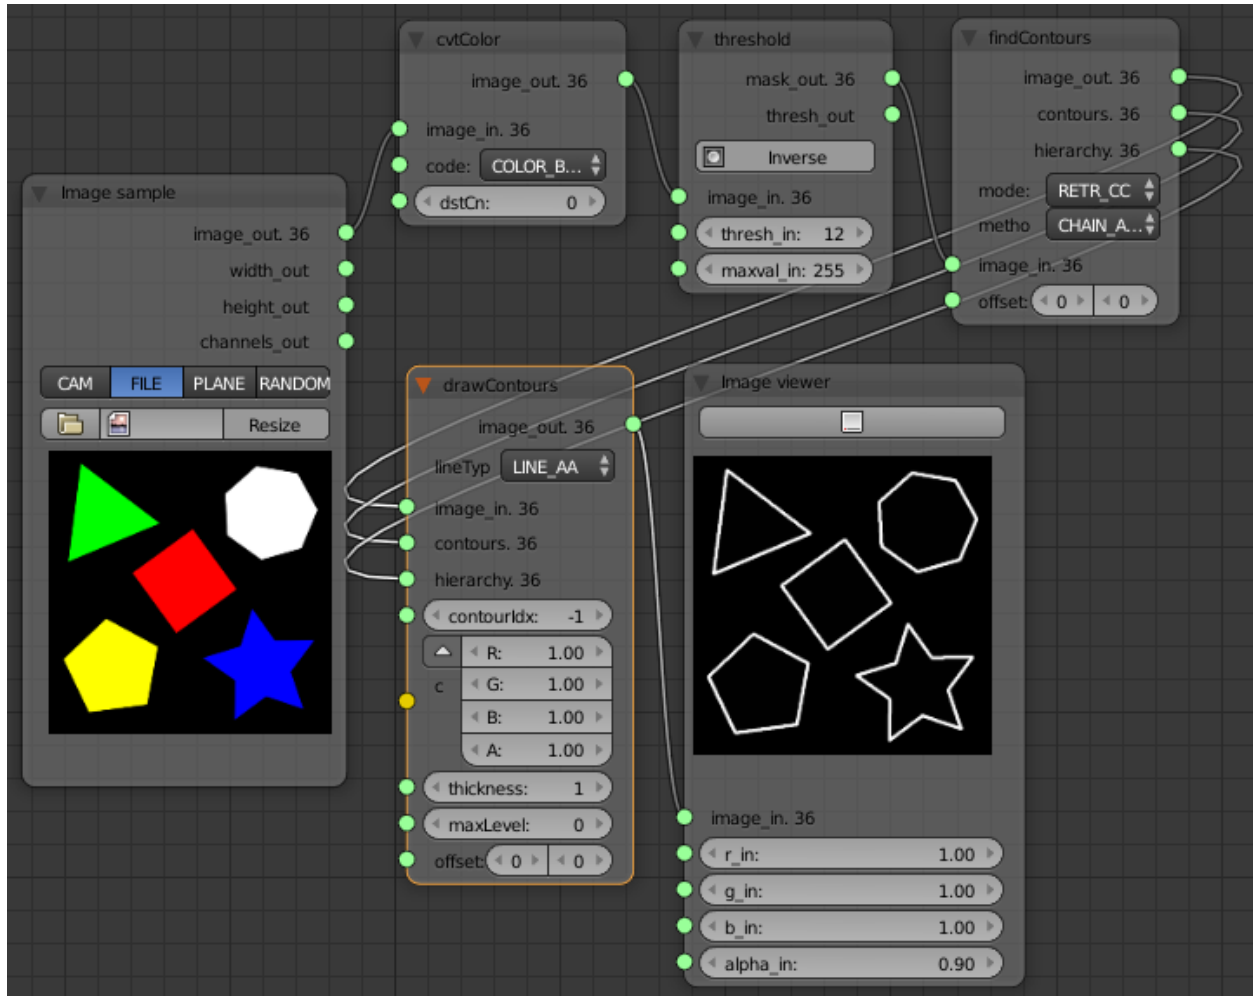 cvtColor
image_out. 36
image_in. 36
code: COLOR_B...
dstCn: 0
threshold
mask_out. 36
thresh_out
Inverse
image_in. 36
thresh_in: 12
maxval_in: 255
findContours
image_out. 36
contours. 36
hierarchy. 36
mode: RETR_CC
metho CHAIN_A...
image_in. 36
offset: 0 0
Image sample
image_out. 36
width_out
height_out
channels_out
CAM FILE PLANE RANDOM
Resize
drawContours
image_out. 36
lineTyp LINE_AA
image_in. 36
contours. 36
hierarchy. 36
contourIdx: -1
R: 1.00
c G: 1.00
B: 1.00
A: 1.00
thickness: 1
maxLevel: 0
offset: 0 0
Image viewer
image_in. 36
r_in: 1.00
g_in: 1.00
b_in: 1.00
alpha_in: 0.90